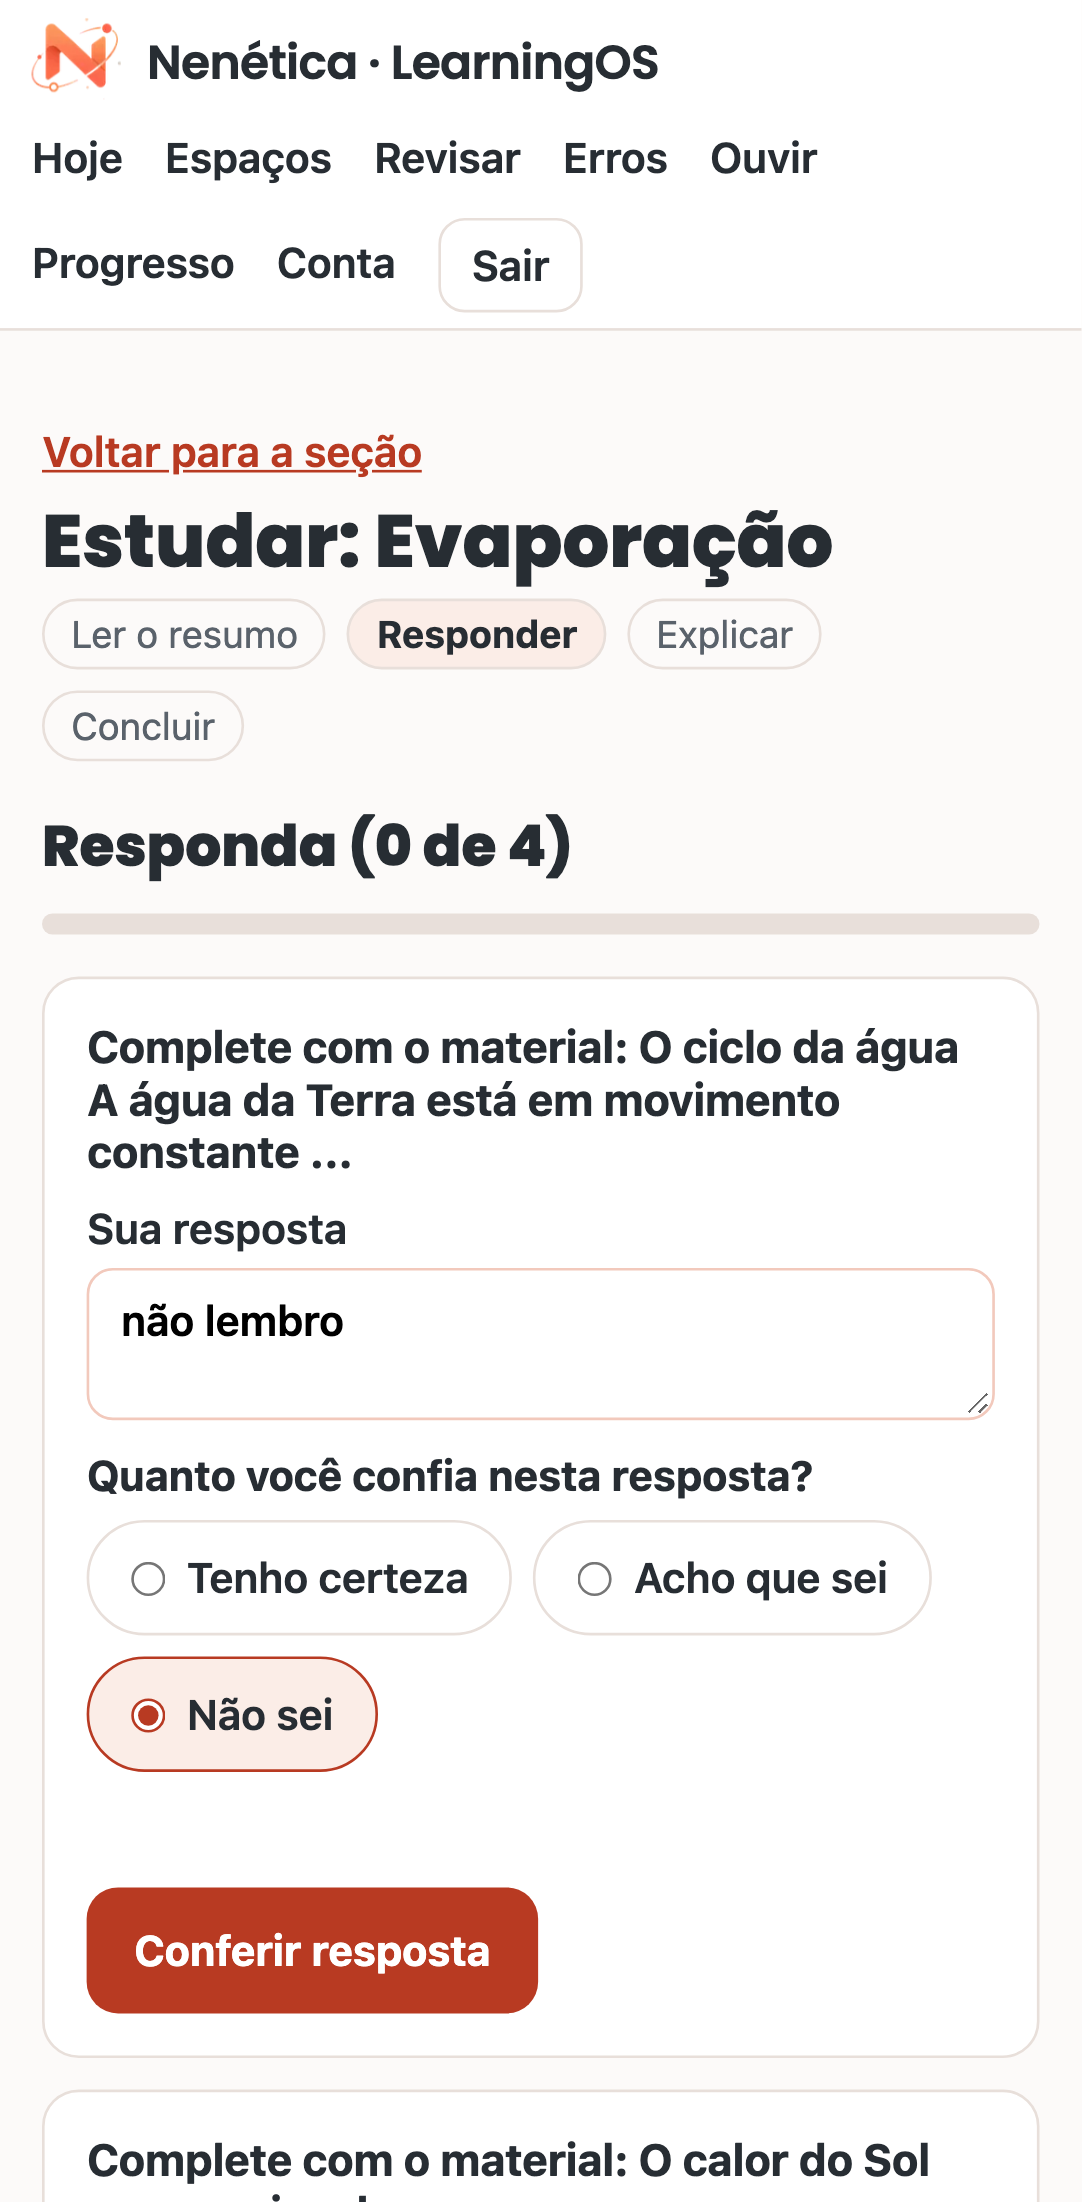 Nenética · LearningOS
Hoje Espaços Revisar Erros Ouvir
Progresso Conta Sair
Voltar para a seção
Estudar: Evaporação
Ler o resumo Responder Explicar
Concluir
Responda (0 de 4)
Complete com o material: O ciclo da água
A água da Terra está em movimento
constante ...
Sua resposta
não lembro
Quanto você confia nesta resposta?
Tenho certeza Acho que sei
Não sei
Conferir resposta
Complete com o material: O calor do Sol